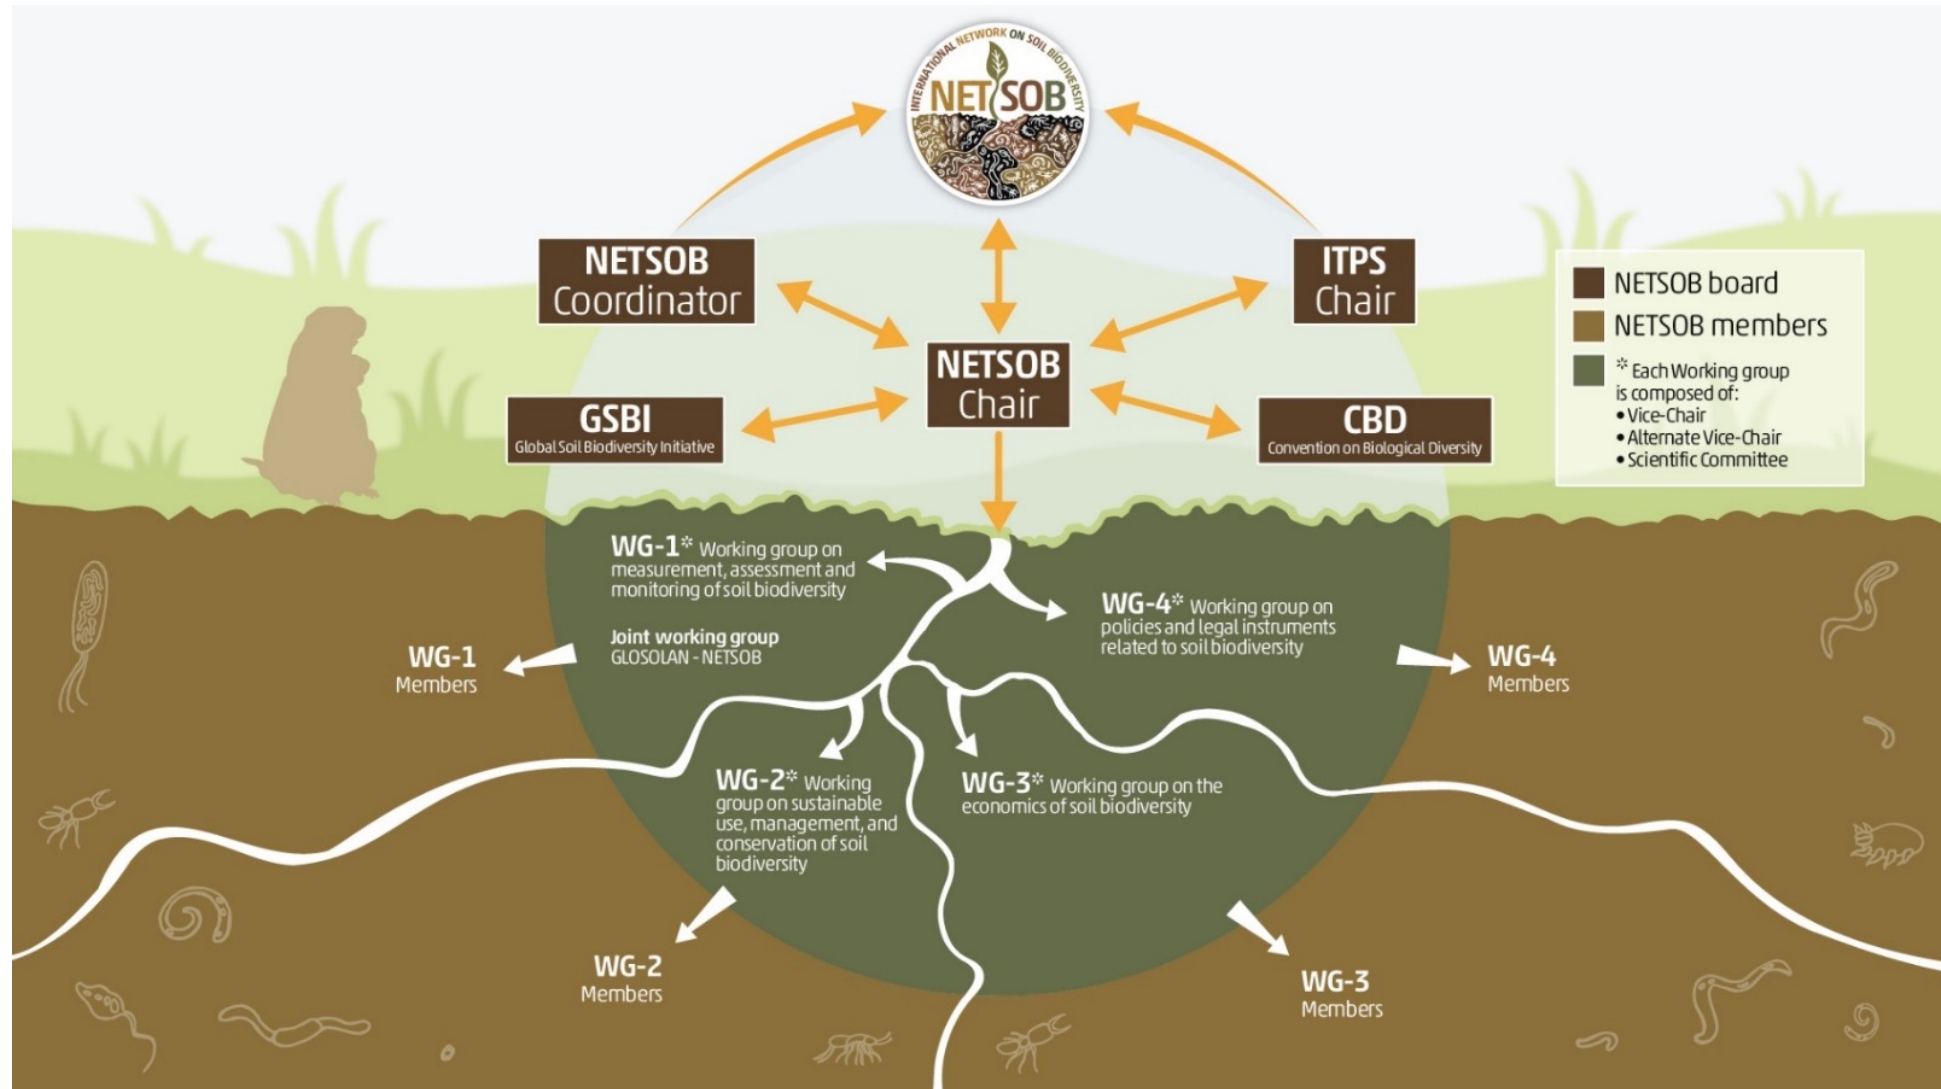 INTERNATIONAL NETWORK ON SOIL BIODIVERSITY
NETSOB
NETSOB
Coordinator
ITPS
Chair
NETSOB
Chair
GSBI
Global Soil Biodiversity Initiative
CBD
Convention on Biological Diversity
NETSOB board
NETSOB members
* Each Working group
is composed of:
• Vice-Chair
• Alternate Vice-Chair
• Scientific Committee
WG-1* Working group on
measurement, assessment and
monitoring of soil biodiversity
Joint working group
GLOSOLAN - NETSOB
WG-4* Working group on
policies and legal instruments
related to soil biodiversity
WG-1
Members
WG-4
Members
WG-2* Working
group on sustainable
use, management, and
conservation of soil
biodiversity
WG-3* Working group on the
economics of soil biodiversity
WG-2
Members
WG-3
Members